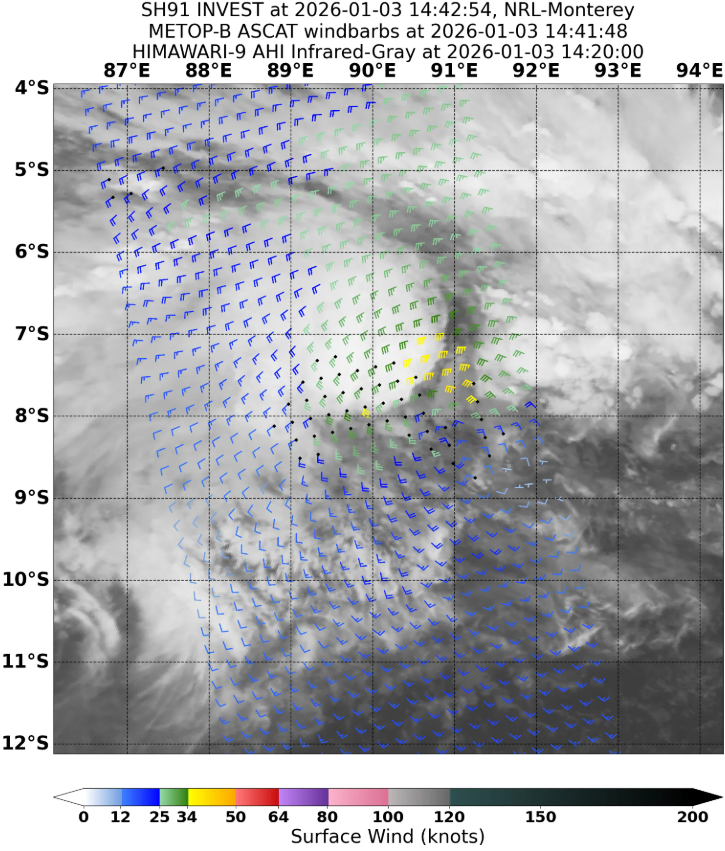 SH91 INVEST at 2026-01-03 14:42:54, NRL-Monterey
METOP-B ASCAT windbarbs at 2026-01-03 14:41:48
HIMAWARI-9 AHI Infrared-Gray at 2026-01-03 14:20:00
87°E 88°E 89°E 90°E 91°E 92°E 93°E 94°E
4°S
5°S
6°S
7°S
8°S
9°S
10°S
11°S
12°S
0 12 25 34 50 64 80 100 120 150 200
Surface Wind (knots)